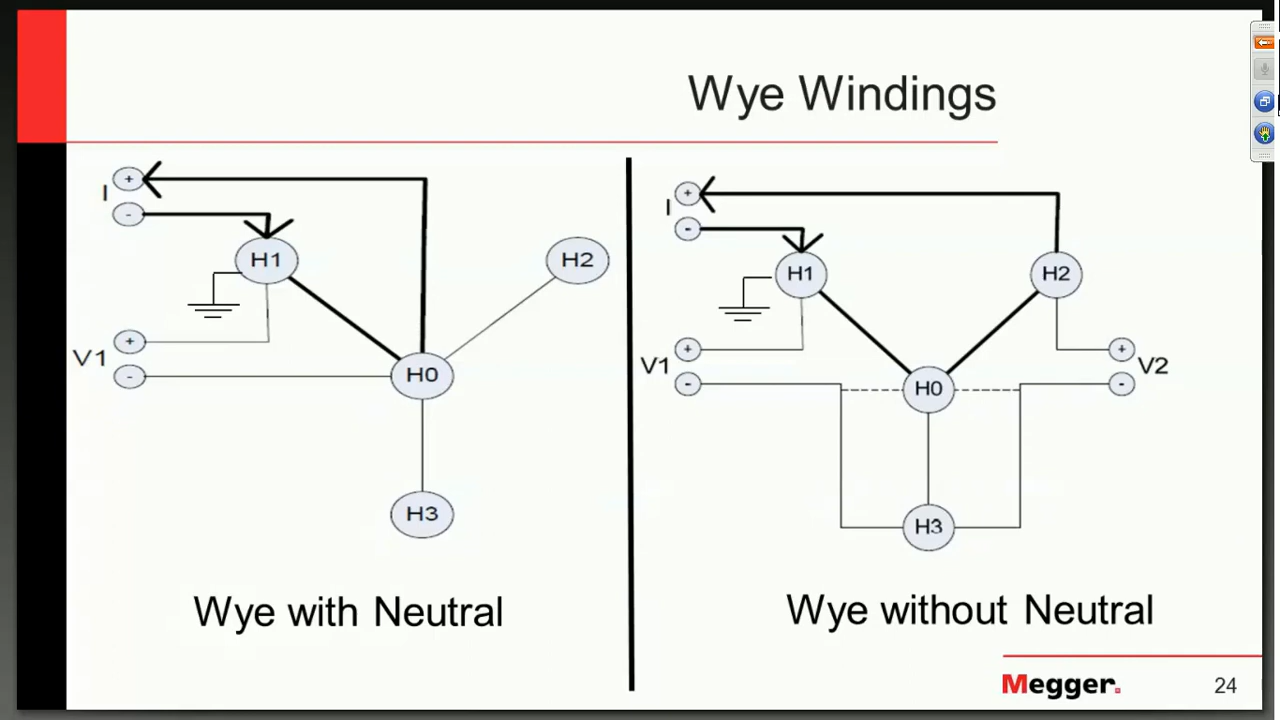 Wye Windings
I
+
-
H1
H2
V1
+
-
H0
H3
Wye with Neutral
I
+
-
H1
H2
V1
+
-
H0
+
-
V2
H3
Wye without Neutral
Megger.
24